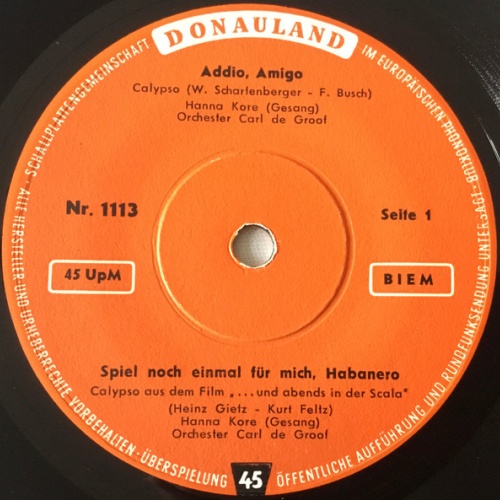 DONAULAND
SCHALLPLATTENGEMEINSCHAFT
IM EUROPÄISCHEN PHONOKLUB
Addio, Amigo
Calypso (W. Scharfenberger - F. Busch)
Hanna Kore (Gesang)
Orchester Carl de Groof
Nr. 1113
Seite 1
45 UpM
BIEM
Spiel noch einmal für mich, Habanero
Calypso aus dem Film „...und abends in der Scala"
(Heinz Gietz - Kurt Feltz)
Hanna Kore (Gesang)
Orchester Carl de Groof
ALLE HERSTELLER- UND URHEBERRECHTE VORBEHALTEN · ÜBERSPIELUNG
45
ÖFFENTLICHE AUFFÜHRUNG UND RUNDFUNKSENDUNG UNTERSAGT